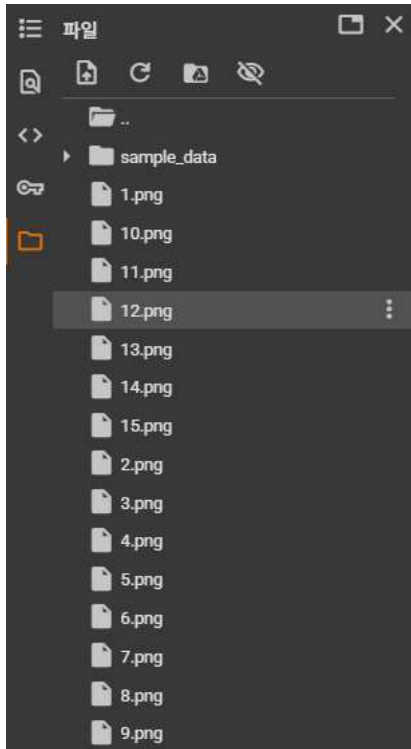 파일
..
sample_data
1.png
10.png
11.png
12.png
13.png
14.png
15.png
2.png
3.png
4.png
5.png
6.png
7.png
8.png
9.png